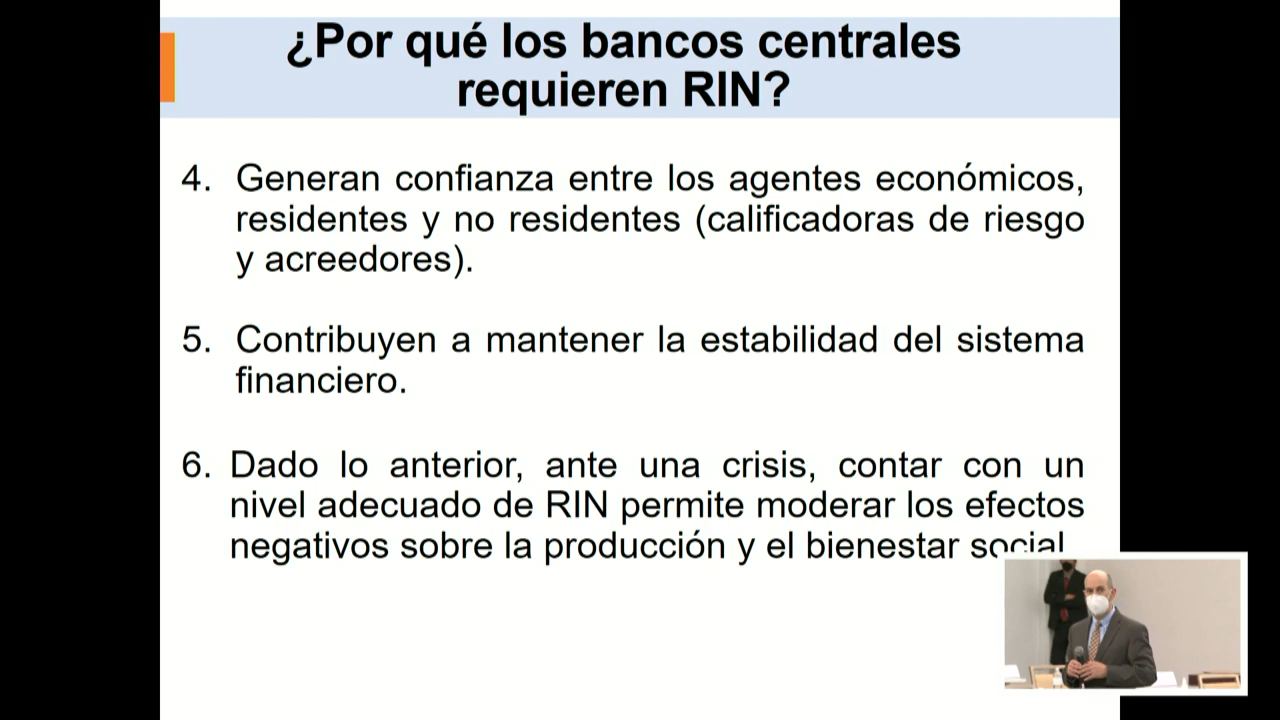 ¿Por qué los bancos centrales
requieren RIN?
4. Generan confianza entre los agentes económicos,
residentes y no residentes (calificadoras de riesgo
y acreedores).
5. Contribuyen a mantener la estabilidad del sistema
financiero.
6. Dado lo anterior, ante una crisis, contar con un
nivel adecuado de RIN permite moderar los efectos
negativos sobre la producción y el bienestar social